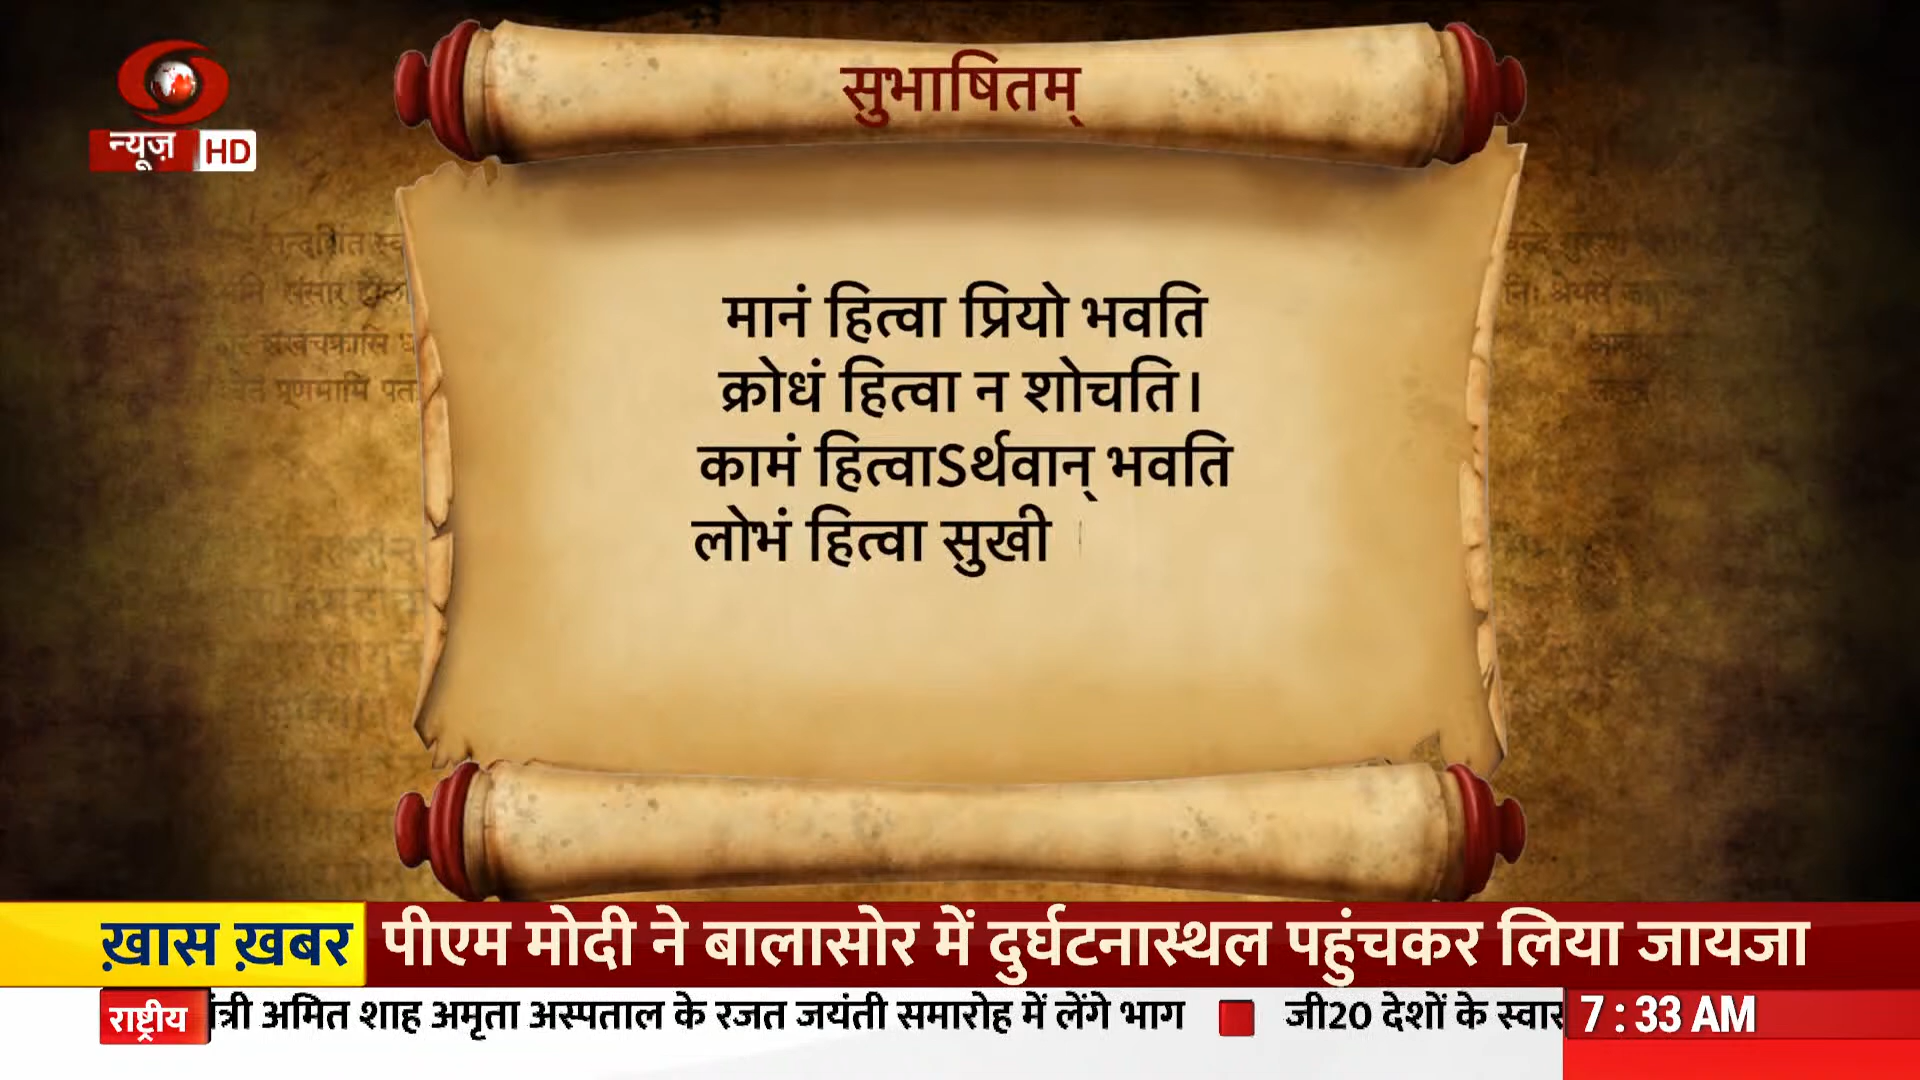 सुभाषितम्
न्यूज़ HD
मानं हित्वा प्रियो भवति
क्रोधं हित्वा न शोचति।
कामं हित्वाऽर्थवान् भवति
लोभं हित्वा सुखी
ख़ास ख़बर पीएम मोदी ने बालासोर में दुर्घटनास्थल पहुंचकर लिया जायजा
राष्ट्रीय अमित शाह अमृता अस्पताल के रजत जयंती समारोह में लेंगे भाग जी20 देशों के 7 : 33 AM